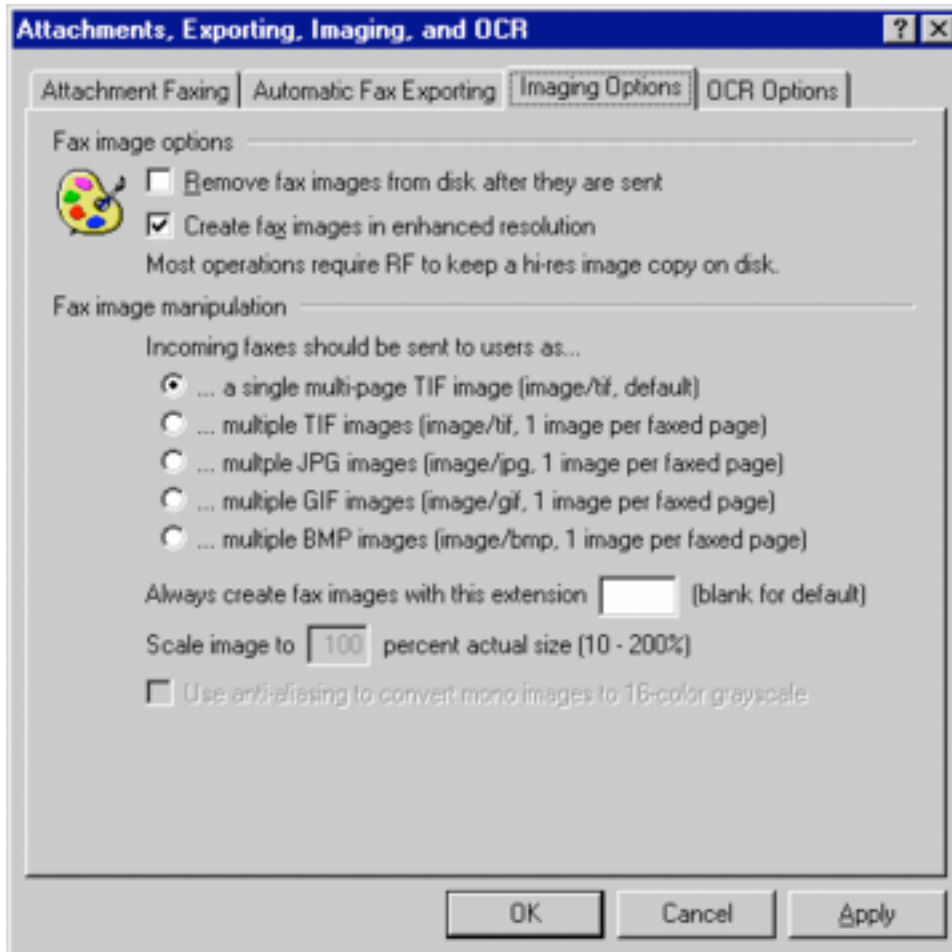 Attachments, Exporting, Imaging, and OCR
Attachment Faxing
Automatic Fax Exporting
Imaging Options
OCR Options
Fax image options
Remove fax images from disk after they are sent
Create fax images in enhanced resolution
Most operations require RF to keep a hi-res image copy on disk.
Fax image manipulation
Incoming faxes should be sent to users as...
... a single multi-page TIF image (image/tif, default)
... multiple TIF images (image/tif, 1 image per faxed page)
... multple JPG images (image/jpg, 1 image per faxed page)
... multiple GIF images (image/gif, 1 image per faxed page)
... multiple BMP images (image/bmp, 1 image per faxed page)
Always create fax images with this extension (blank for default)
Scale image to 100 percent actual size (10 - 200%)
Use anti-aliasing to convert mono images to 16-color grayscale
OK
Cancel
Apply